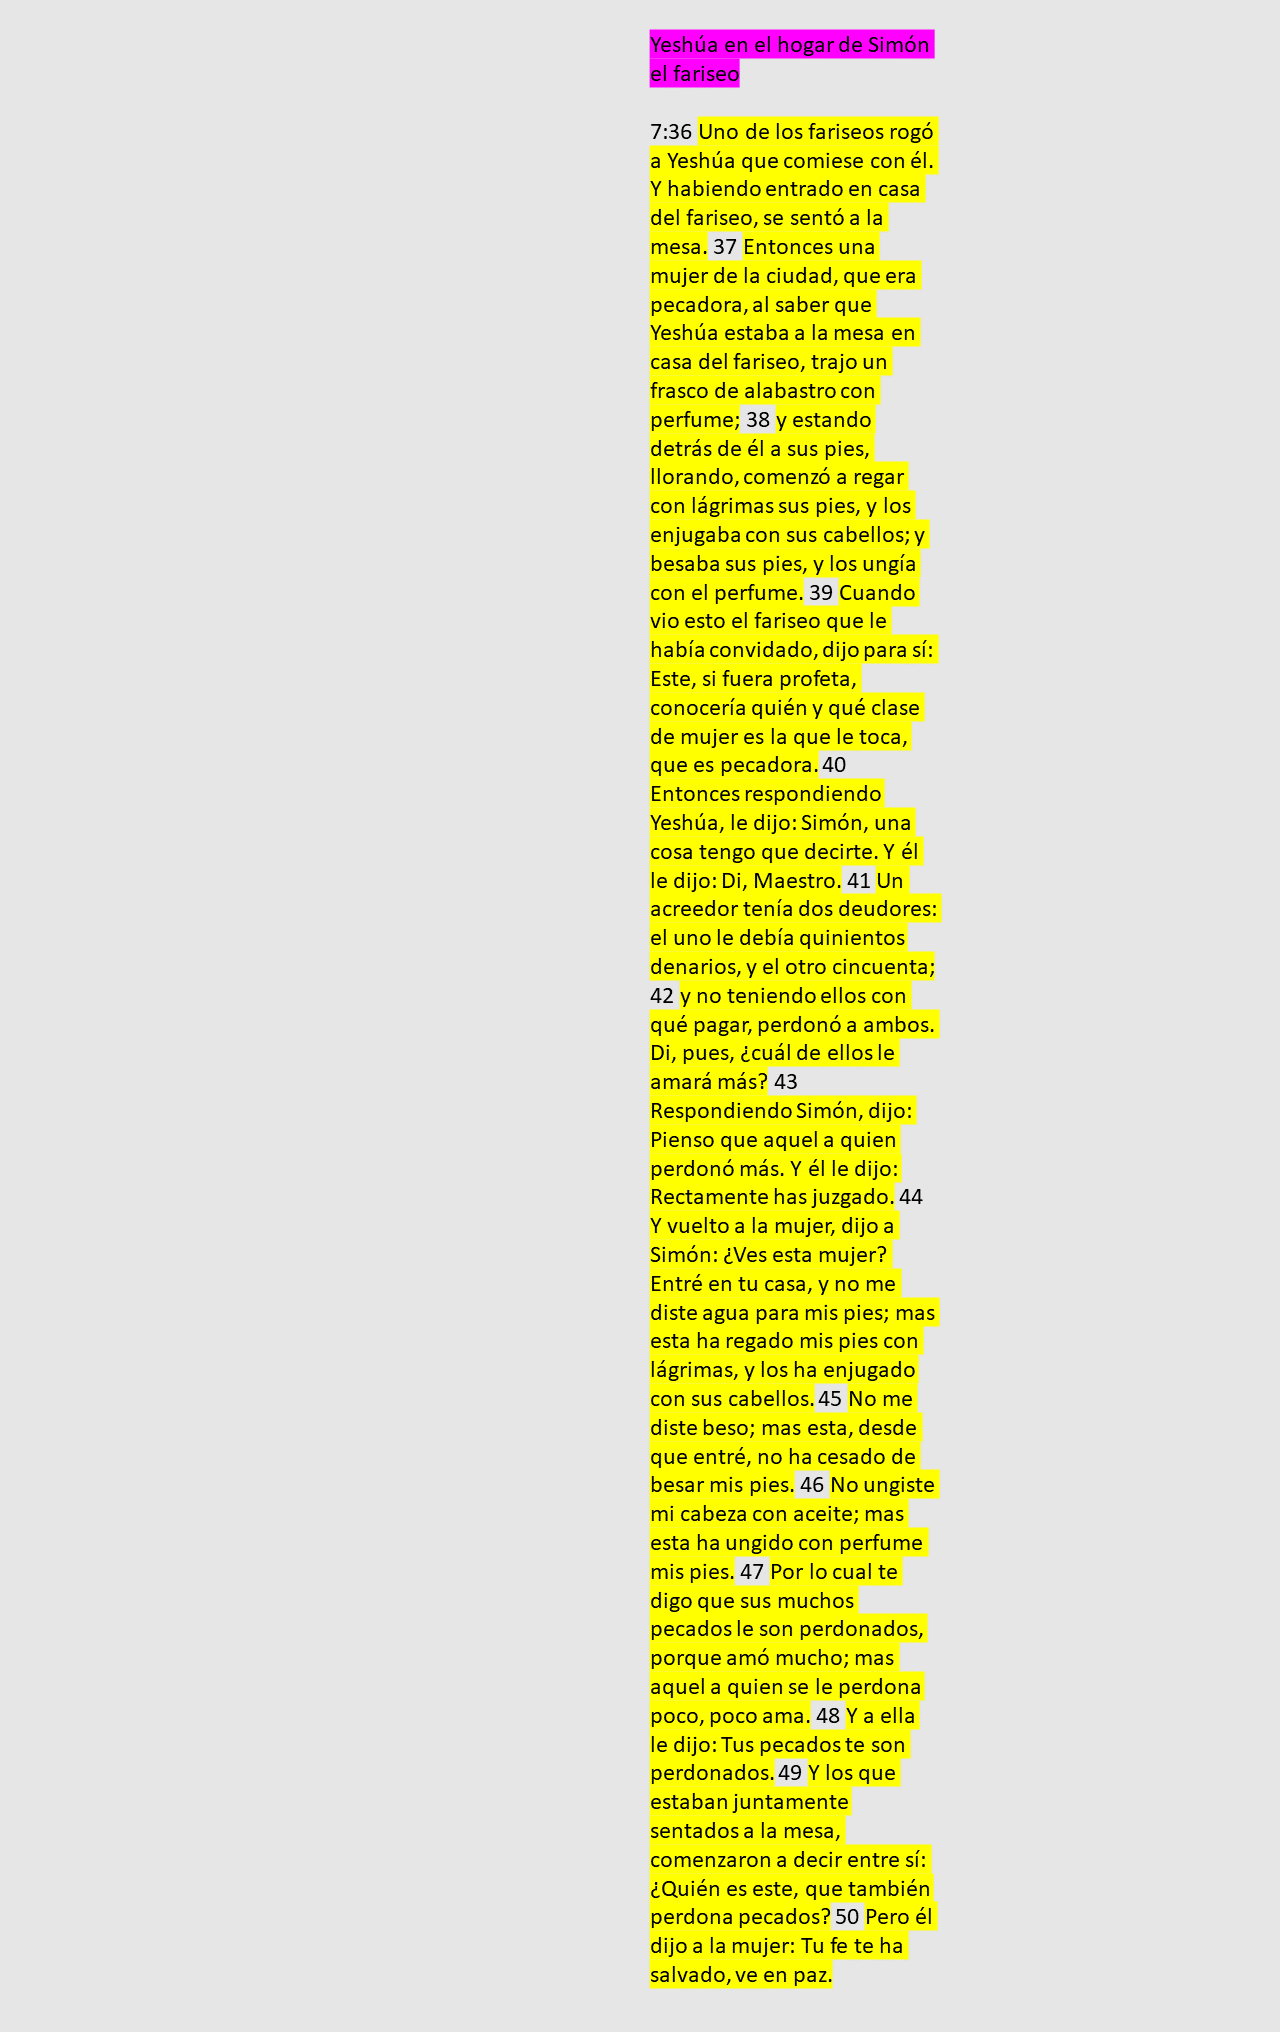 Yeshúa en el hogar de Simón
el fariseo
7:36 Uno de los fariseos rogó
a Yeshúa que comiese con él.
Y habiendo entrado en casa
del fariseo, se sentó a la
mesa. 37 Entonces una
mujer de la ciudad, que era
pecadora, al saber que
Yeshúa estaba a la mesa en
casa del fariseo, trajo un
frasco de alabastro con
perfume; 38 y estando
detrás de él a sus pies,
llorando, comenzó a regar
con lágrimas sus pies, y los
enjugaba con sus cabellos; y
besaba sus pies, y los ungía
con el perfume. 39 Cuando
vio esto el fariseo que le
había convidado, dijo para sí:
Este, si fuera profeta,
conocería quién y qué clase
de mujer es la que le toca,
que es pecadora. 40
Entonces respondiendo
Yeshúa, le dijo: Simón, una
cosa tengo que decirte. Y él
le dijo: Di, Maestro. 41 Un
acreedor tenía dos deudores:
el uno le debía quinientos
denarios, y el otro cincuenta;
42 y no teniendo ellos con
qué pagar, perdonó a ambos.
Di, pues, ¿cuál de ellos le
amará más? 43
Respondiendo Simón, dijo:
Pienso que aquel a quien
perdonó más. Y él le dijo:
Rectamente has juzgado. 44
Y vuelto a la mujer, dijo a
Simón: ¿Ves esta mujer?
Entré en tu casa, y no me
diste agua para mis pies; mas
esta ha regado mis pies con
lágrimas, y los ha enjugado
con sus cabellos. 45 No me
diste beso; mas esta, desde
que entré, no ha cesado de
besar mis pies. 46 No ungiste
mi cabeza con aceite; mas
esta ha ungido con perfume
mis pies. 47 Por lo cual te
digo que sus muchos
pecados le son perdonados,
porque amó mucho; mas
aquel a quien se le perdona
poco, poco ama. 48 Y a ella
le dijo: Tus pecados te son
perdonados. 49 Y los que
estaban juntamente
sentados a la mesa,
comenzaron a decir entre sí:
¿Quién es este, que también
perdona pecados? 50 Pero él
dijo a la mujer: Tu fe te ha
salvado, ve en paz.